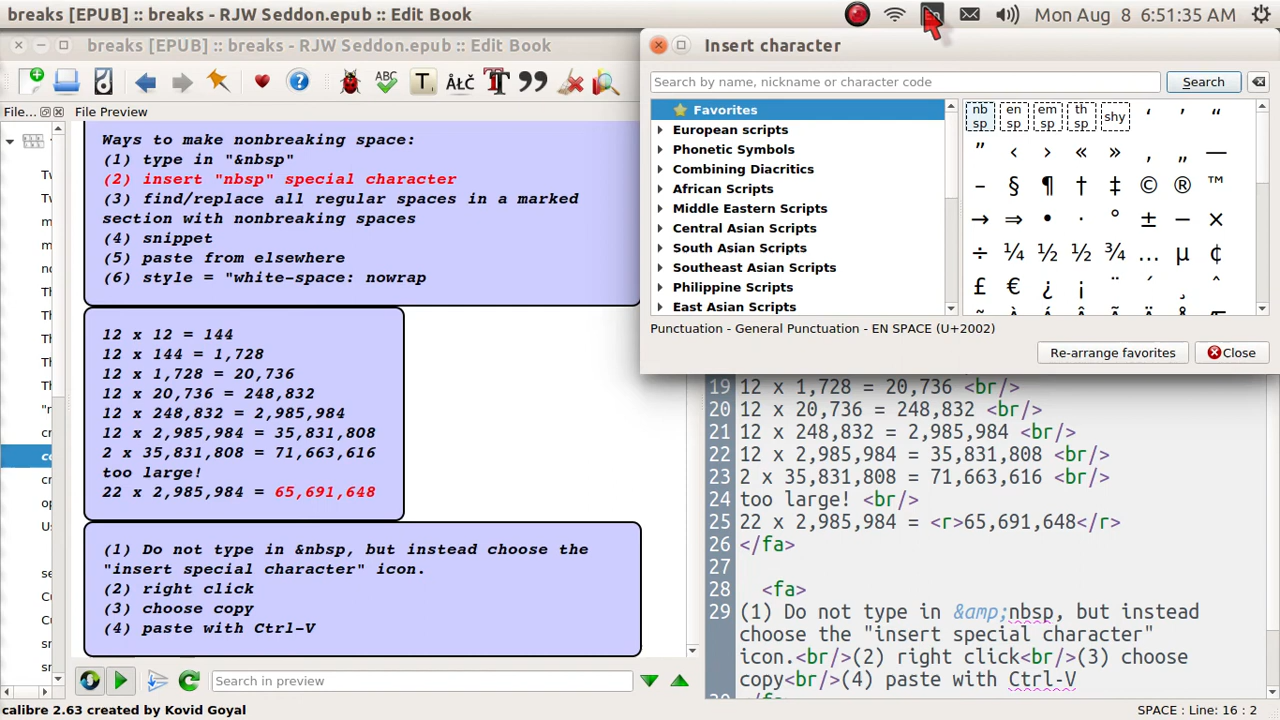 breaks [EPUB] :: breaks - RJW Seddon.epub :: Edit Book
Mon Aug 8 6:51:35 AM
breaks [EPUB] :: breaks - RJW Seddon.epub :: Edit Book
File...
File Preview
Ways to make nonbreaking space:
(1) type in "&nbsp"
(2) insert "nbsp" special character
(3) find/replace all regular spaces in a marked
section with nonbreaking spaces
(4) snippet
(5) paste from elsewhere
(6) style = "white-space: nowrap
12 x 12 = 144
12 x 144 = 1,728
12 x 1,728 = 20,736
12 x 20,736 = 248,832
12 x 248,832 = 2,985,984
12 x 2,985,984 = 35,831,808
2 x 35,831,808 = 71,663,616
too large!
22 x 2,985,984 = 65,691,648
(1) Do not type in &nbsp, but instead choose the
"insert special character" icon.
(2) right click
(3) choose copy
(4) paste with Ctrl-V
Search in preview
calibre 2.63 created by Kovid Goyal
Insert character
Search by name, nickname or character code
Search
Favorites
European scripts
Phonetic Symbols
Combining Diacritics
African Scripts
Middle Eastern Scripts
Central Asian Scripts
South Asian Scripts
Southeast Asian Scripts
Philippine Scripts
East Asian Scripts
nb sp en sp em sp th sp shy ‘ ’ “
” ‹ › « » ‚ „ —
– § ¶ † ‡ © ® ™
→ ⇒ • · ° ± − ×
÷ ¼ ½ ½ ¾ … µ ¢
£ € ¿ ¡ ¨ ´ ¸ ˆ
Punctuation - General Punctuation - EN SPACE (U+2002)
Re-arrange favorites
Close
19 12 x 1,728 = 20,736 <br/>
20 12 x 20,736 = 248,832 <br/>
21 12 x 248,832 = 2,985,984 <br/>
22 12 x 2,985,984 = 35,831,808 <br/>
23 2 x 35,831,808 = 71,663,616 <br/>
24 too large! <br/>
25 22 x 2,985,984 = <r>65,691,648</r>
26 </fa>
28 <fa>
29 (1) Do not type in &amp;nbsp, but instead
choose the "insert special character"
icon.<br/>(2) right click<br/>(3) choose
copy<br/>(4) paste with Ctrl-V
SPACE : Line: 16 : 2